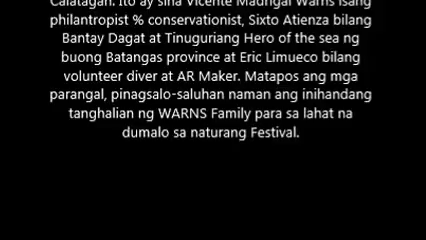 Calatagan. Ito ay sina Vicente Madrigal Warns isang
philantropist % conservationist, Sixto Atienza bilang
Bantay Dagat at Tinuguriang Hero of the sea ng
buong Batangas province at Eric Limueco bilang
volunteer diver at AR Maker. Matapos ang mga
parangal, pinagsalo-saluhan naman ang inihandang
tanghalian ng WARNS Family para sa lahat na
dumalo sa naturang Festival.